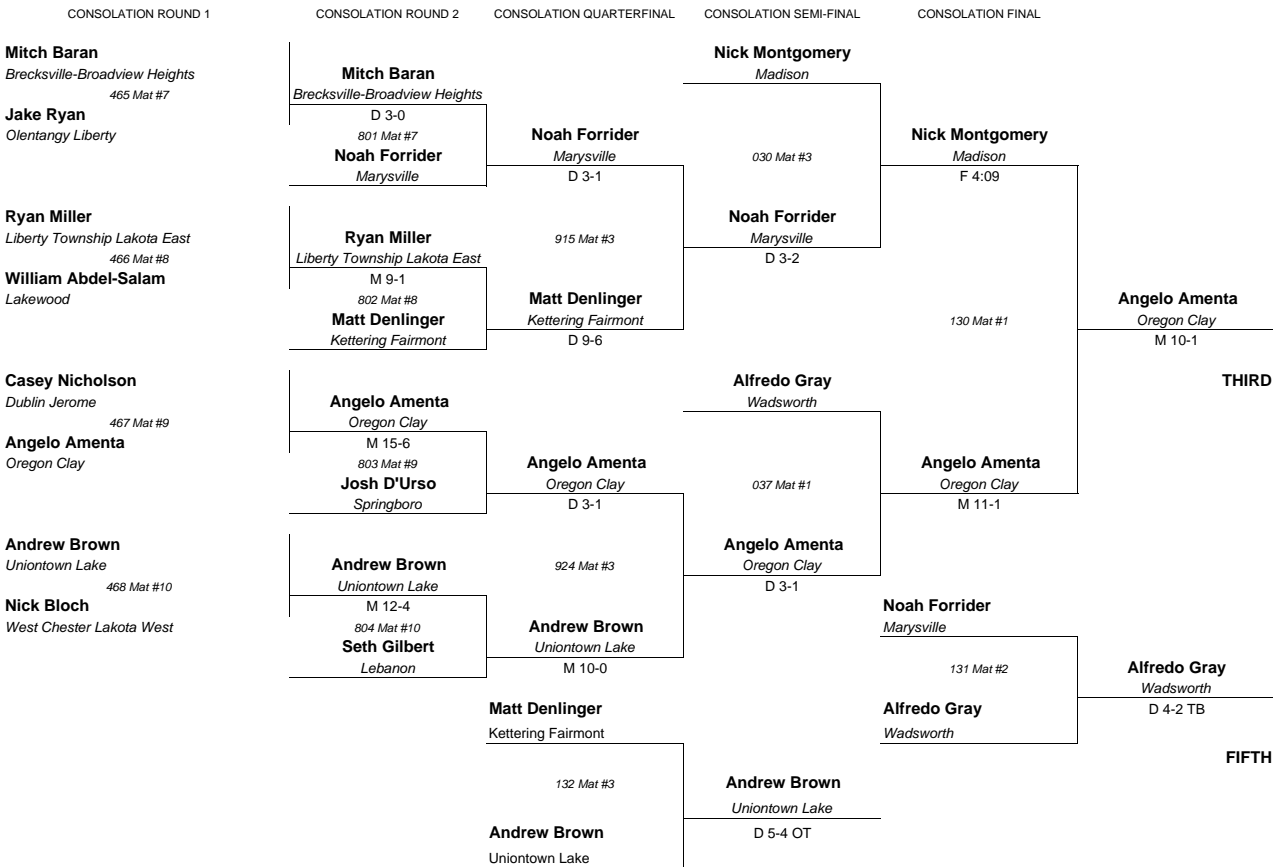 CONSOLATION ROUND 1
CONSOLATION ROUND 2
CONSOLATION QUARTERFINAL
CONSOLATION SEMI-FINAL
CONSOLATION FINAL
Mitch Baran
Brecksville-Broadview Heights
465 Mat #7
Jake Ryan
Olentangy Liberty
Ryan Miller
Liberty Township Lakota East
466 Mat #8
William Abdel-Salam
Lakewood
Casey Nicholson
Dublin Jerome
467 Mat #9
Angelo Amenta
Oregon Clay
Andrew Brown
Uniontown Lake
468 Mat #10
Nick Bloch
West Chester Lakota West
Mitch Baran
Brecksville-Broadview Heights
D 3-0
801 Mat #7
Noah Forrider
Marysville
Ryan Miller
Liberty Township Lakota East
M 9-1
802 Mat #8
Matt Denlinger
Kettering Fairmont
Angelo Amenta
Oregon Clay
M 15-6
803 Mat #9
Josh D'Urso
Springboro
Andrew Brown
Uniontown Lake
M 12-4
804 Mat #10
Seth Gilbert
Lebanon
Noah Forrider
Marysville
D 3-1
915 Mat #3
Matt Denlinger
Kettering Fairmont
D 9-6
Angelo Amenta
Oregon Clay
D 3-1
924 Mat #3
Andrew Brown
Uniontown Lake
M 10-0
Matt Denlinger
Kettering Fairmont
132 Mat #3
Andrew Brown
Uniontown Lake
Nick Montgomery
Madison
030 Mat #3
Noah Forrider
Marysville
D 3-2
Alfredo Gray
Wadsworth
037 Mat #1
Angelo Amenta
Oregon Clay
D 3-1
Andrew Brown
Uniontown Lake
D 5-4 OT
Nick Montgomery
Madison
F 4:09
130 Mat #1
Angelo Amenta
Oregon Clay
M 11-1
Noah Forrider
Marysville
131 Mat #2
Alfredo Gray
Wadsworth
Angelo Amenta
Oregon Clay
M 10-1
THIRD
Alfredo Gray
Wadsworth
D 4-2 TB
FIFTH